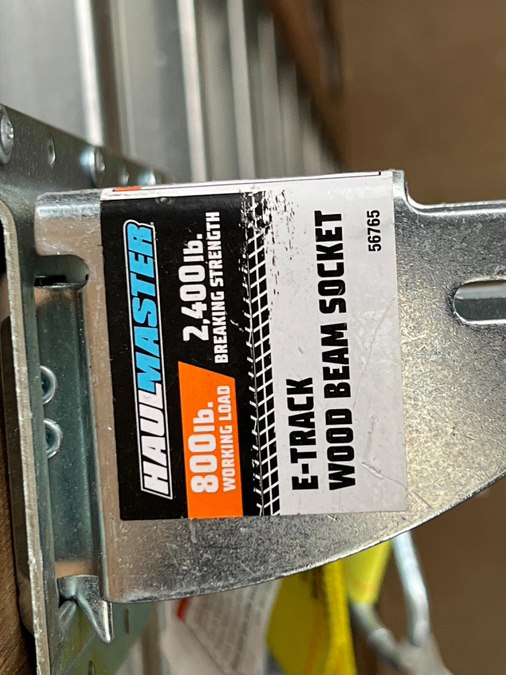 HAULMASTER
800lb.
WORKING LOAD
2,400lb.
BREAKING STRENGTH
E-TRACK
WOOD BEAM SOCKET
56765